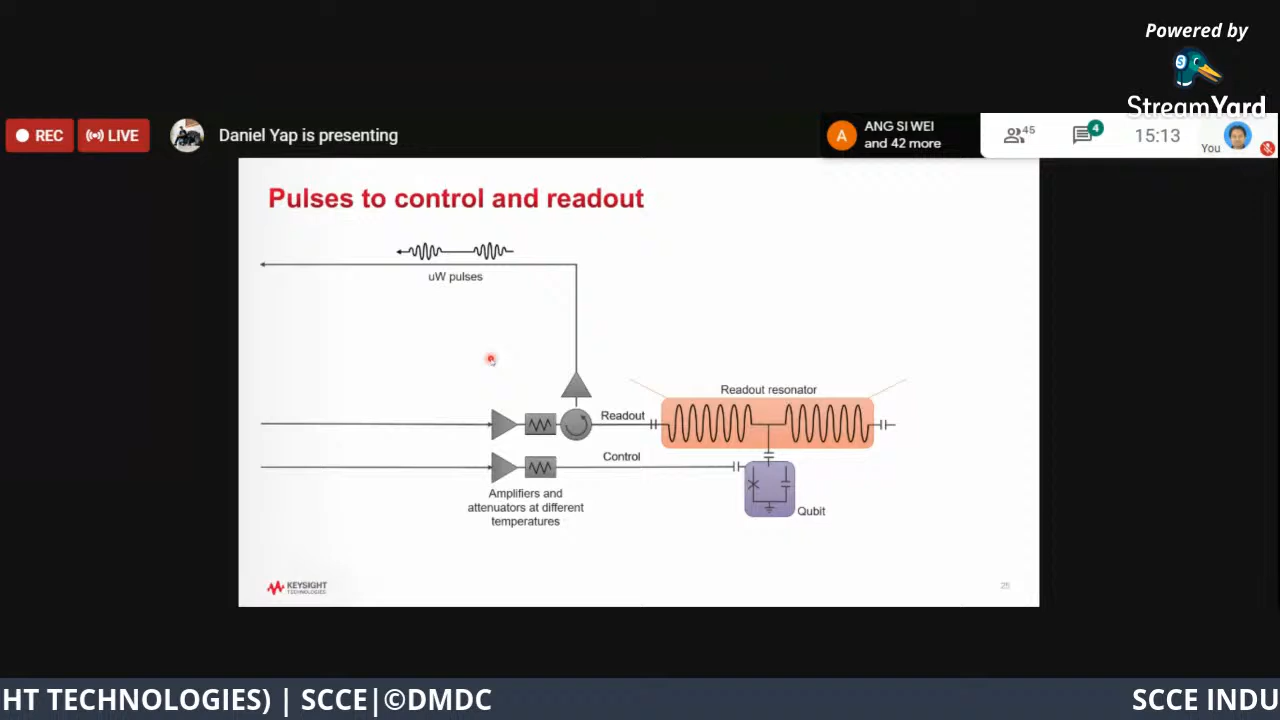 Powered by
StreamYard
REC
LIVE
Daniel Yap is presenting
A
ANG SI WEI
and 42 more
45
4
15:13
You
Pulses to control and readout
uW pulses
Readout resonator
Readout
Control
Amplifiers and
attenuators at different
temperatures
Qubit
KEYSIGHT
TECHNOLOGIES
25
HT TECHNOLOGIES) | SCCE|©DMDC
SCCE INDU